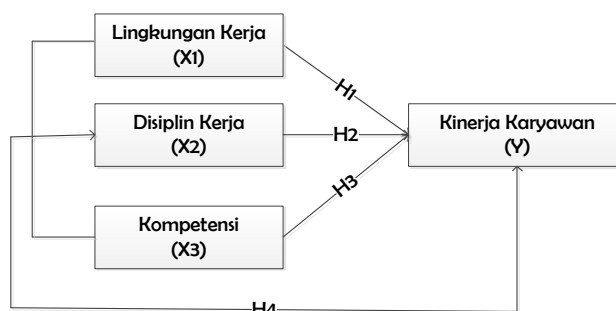 Lingkungan Kerja
(X1)
H1
Disiplin Kerja
(X2)
H2
Kinerja Karyawan
(Y)
H3
Kompetensi
(X3)
H4